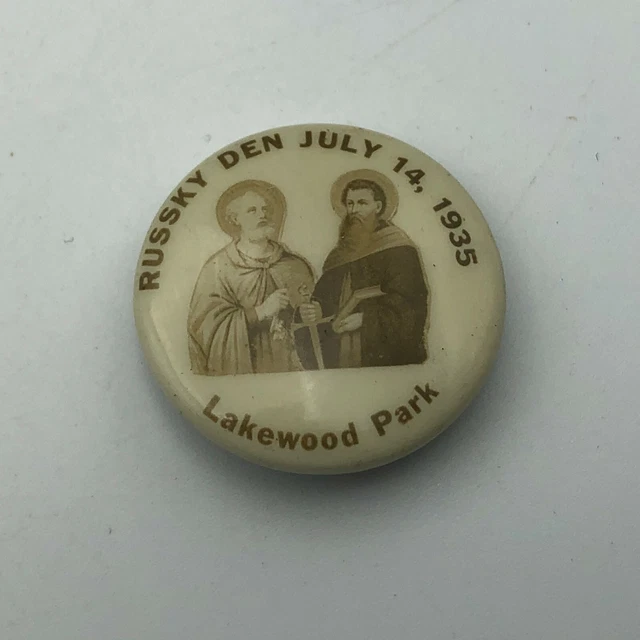 RUSSKY DEN JULY 14, 1935
Lakewood Park